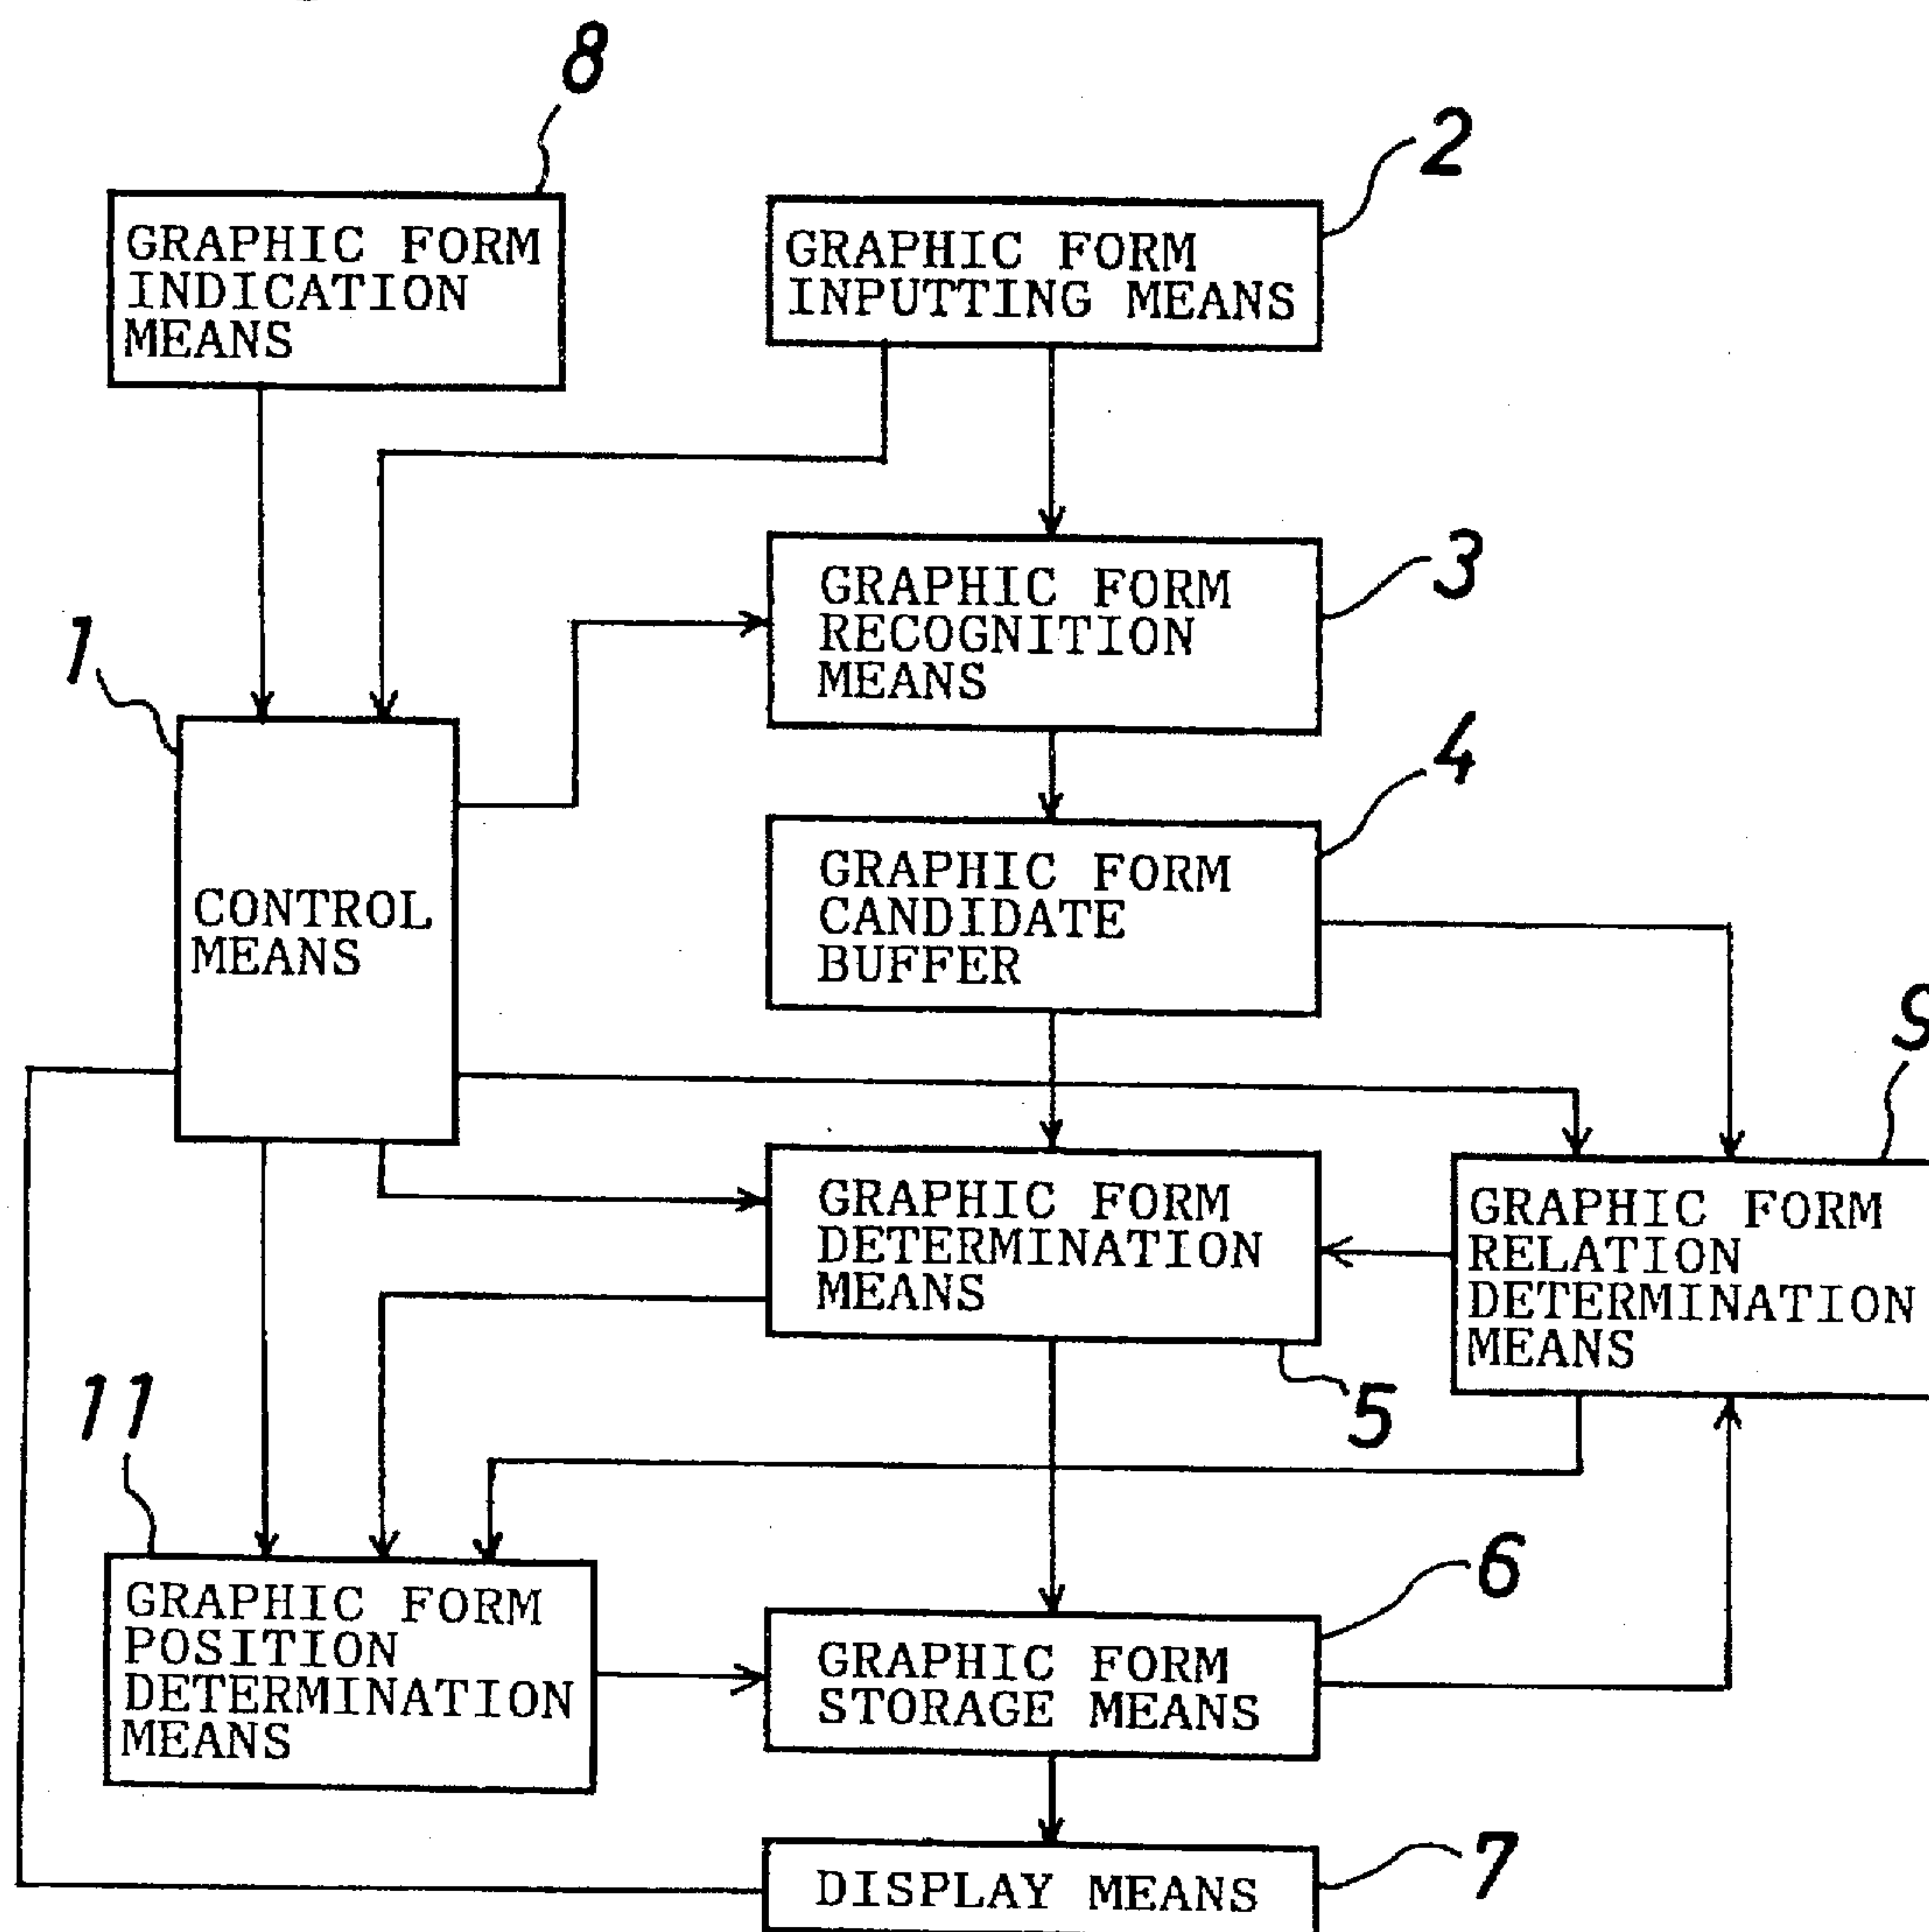 8
2
GRAPHIC FORM
INDICATION
MEANS
GRAPHIC FORM
INPUTTING MEANS
3
GRAPHIC FORM
RECOGNITION
MEANS
1
4
CONTROL
MEANS
GRAPHIC FORM
CANDIDATE
BUFFER
9
GRAPHIC FORM
DETERMINATION
MEANS
GRAPHIC FORM
RELATION
DETERMINATION
MEANS
5
11
6
GRAPHIC FORM
POSITION
DETERMINATION
MEANS
GRAPHIC FORM
STORAGE MEANS
7
DISPLAY MEANS